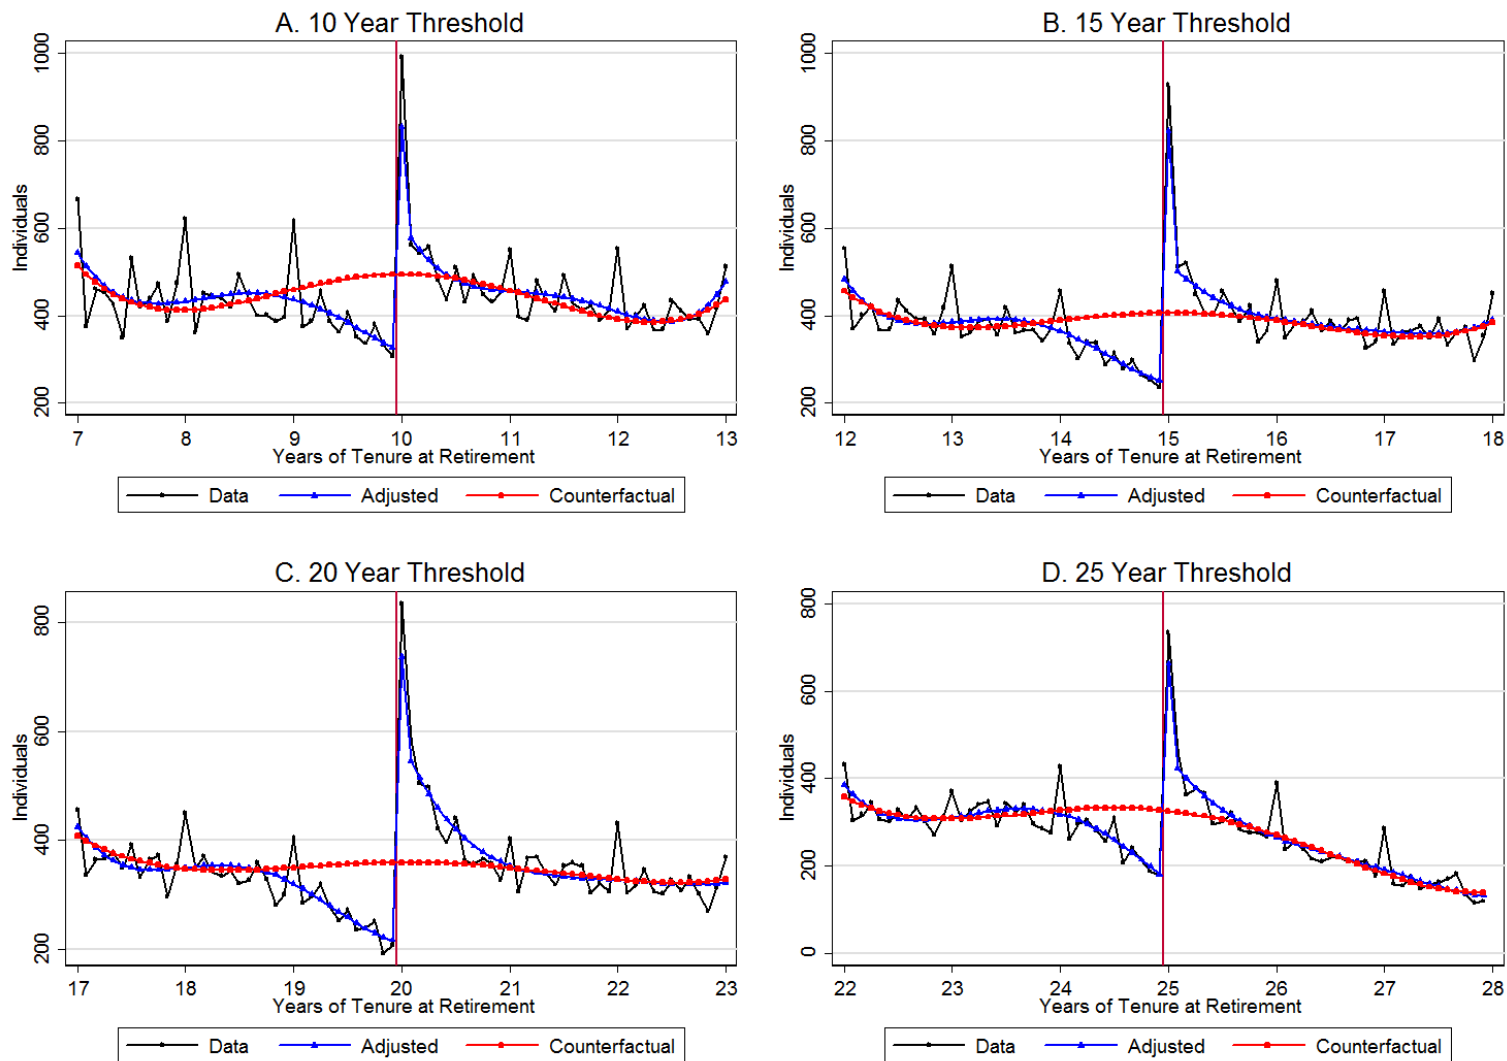 A. 10 Year Threshold
Individuals
1000
800
600
400
200
7 8 9 10 11 12 13
Years of Tenure at Retirement
Data Adjusted Counterfactual
B. 15 Year Threshold
Individuals
1000
800
600
400
200
12 13 14 15 16 17 18
Years of Tenure at Retirement
Data Adjusted Counterfactual
C. 20 Year Threshold
Individuals
800
600
400
200
17 18 19 20 21 22 23
Years of Tenure at Retirement
Data Adjusted Counterfactual
D. 25 Year Threshold
Individuals
800
600
400
200
0
22 23 24 25 26 27 28
Years of Tenure at Retirement
Data Adjusted Counterfactual